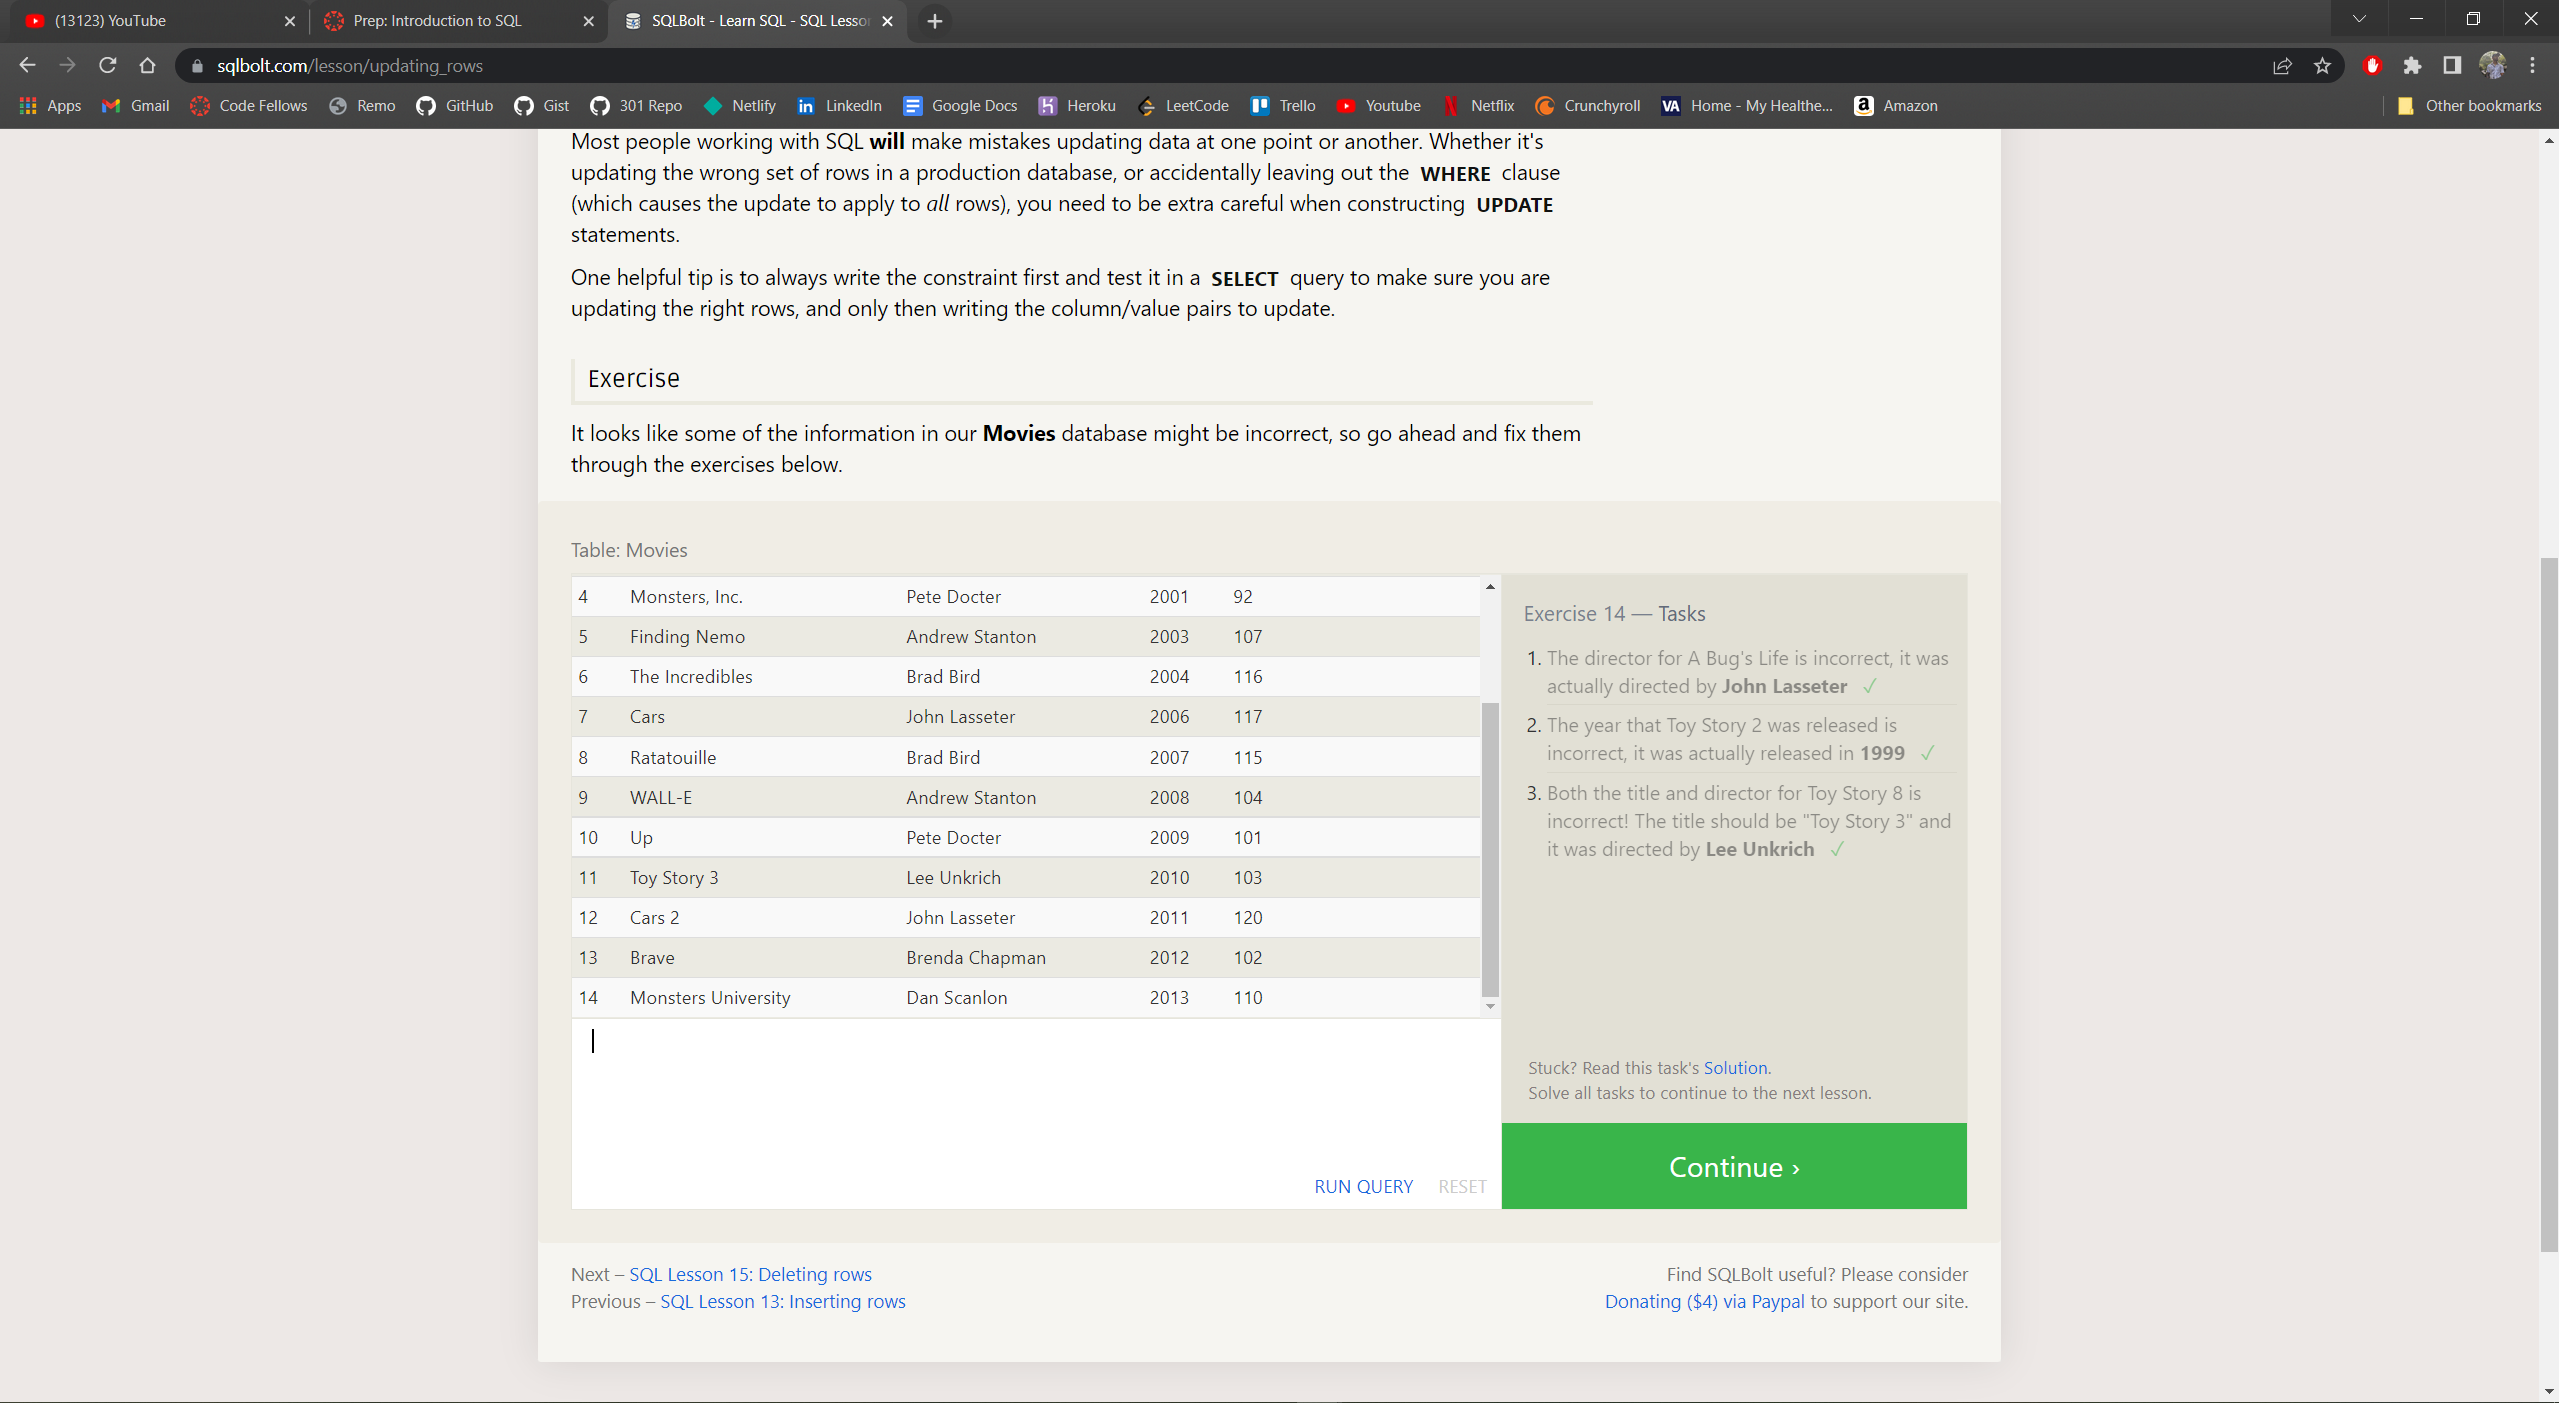 (13123) YouTube
Prep: Introduction to SQL
SQLBolt - Learn SQL - SQL Lesson
sqlbolt.com/lesson/updating_rows
Apps Gmail Code Fellows Remo GitHub Gist 301 Repo Netlify LinkedIn Google Docs Heroku LeetCode Trello Youtube Netflix Crunchyroll VA Home - My Healthe... Amazon Other bookmarks
Most people working with SQL will make mistakes updating data at one point or another. Whether it's
updating the wrong set of rows in a production database, or accidentally leaving out the WHERE clause
(which causes the update to apply to all rows), you need to be extra careful when constructing UPDATE
statements.
One helpful tip is to always write the constraint first and test it in a SELECT query to make sure you are
updating the right rows, and only then writing the column/value pairs to update.
Exercise
It looks like some of the information in our Movies database might be incorrect, so go ahead and fix them
through the exercises below.
Table: Movies
4 Monsters, Inc. Pete Docter 2001 92
5 Finding Nemo Andrew Stanton 2003 107
6 The Incredibles Brad Bird 2004 116
7 Cars John Lasseter 2006 117
8 Ratatouille Brad Bird 2007 115
9 WALL-E Andrew Stanton 2008 104
10 Up Pete Docter 2009 101
11 Toy Story 3 Lee Unkrich 2010 103
12 Cars 2 John Lasseter 2011 120
13 Brave Brenda Chapman 2012 102
14 Monsters University Dan Scanlon 2013 110
RUN QUERY RESET
Exercise 14 — Tasks
1. The director for A Bug's Life is incorrect, it was
actually directed by John Lasseter ✓
2. The year that Toy Story 2 was released is
incorrect, it was actually released in 1999 ✓
3. Both the title and director for Toy Story 8 is
incorrect! The title should be "Toy Story 3" and
it was directed by Lee Unkrich ✓
Stuck? Read this task's Solution.
Solve all tasks to continue to the next lesson.
Continue ›
Next – SQL Lesson 15: Deleting rows
Previous – SQL Lesson 13: Inserting rows
Find SQLBolt useful? Please consider
Donating ($4) via Paypal to support our site.